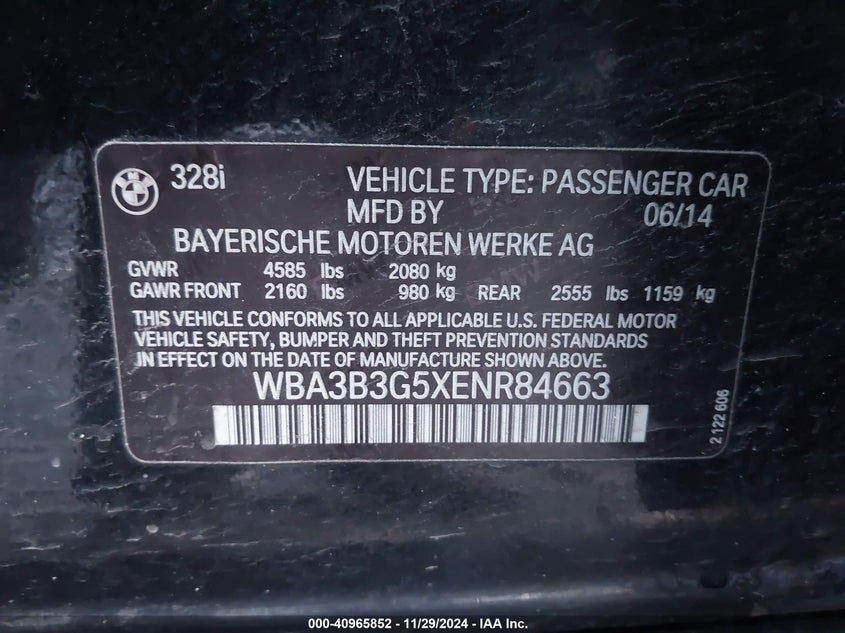 328i VEHICLE TYPE: PASSENGER CAR
MFD BY 06/14
BAYERISCHE MOTOREN WERKE AG
GVWR 4585 lbs 2080 kg
GAWR FRONT 2160 lbs 980 kg REAR 2555 lbs 1159 kg
THIS VEHICLE CONFORMS TO ALL APPLICABLE U.S. FEDERAL MOTOR
VEHICLE SAFETY, BUMPER AND THEFT PREVENTION STANDARDS
IN EFFECT ON THE DATE OF MANUFACTURE SHOWN ABOVE.
WBA3B3G5XENR84663
2 122 606
000-40965852 - 11/29/2024 - IAA Inc.